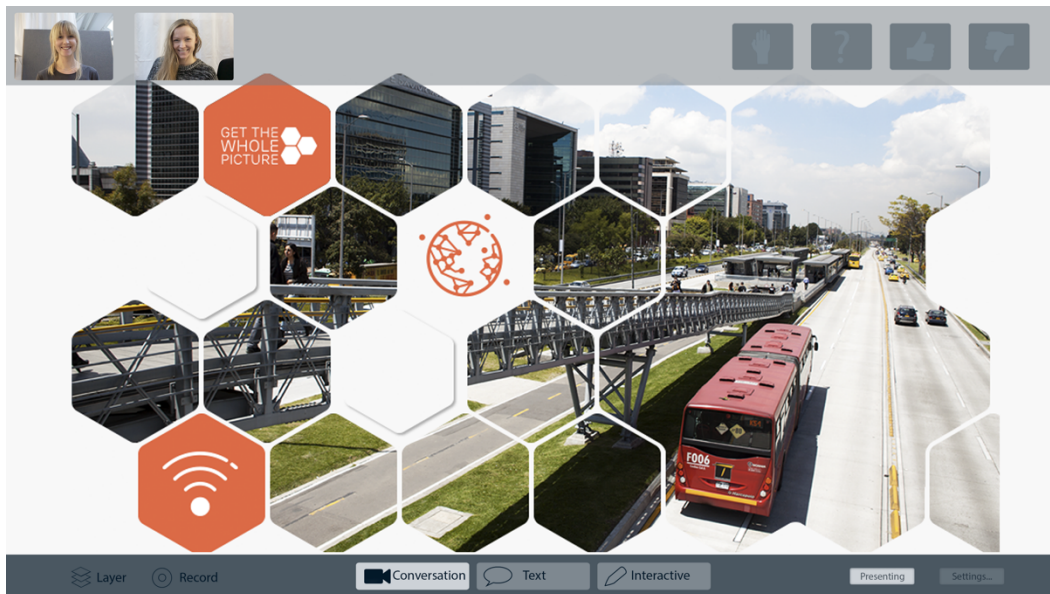 ?
GET THE
WHOLE
PICTURE
F006
Layer
Record
Conversation
Text
Interactive
Presenting
Settings...